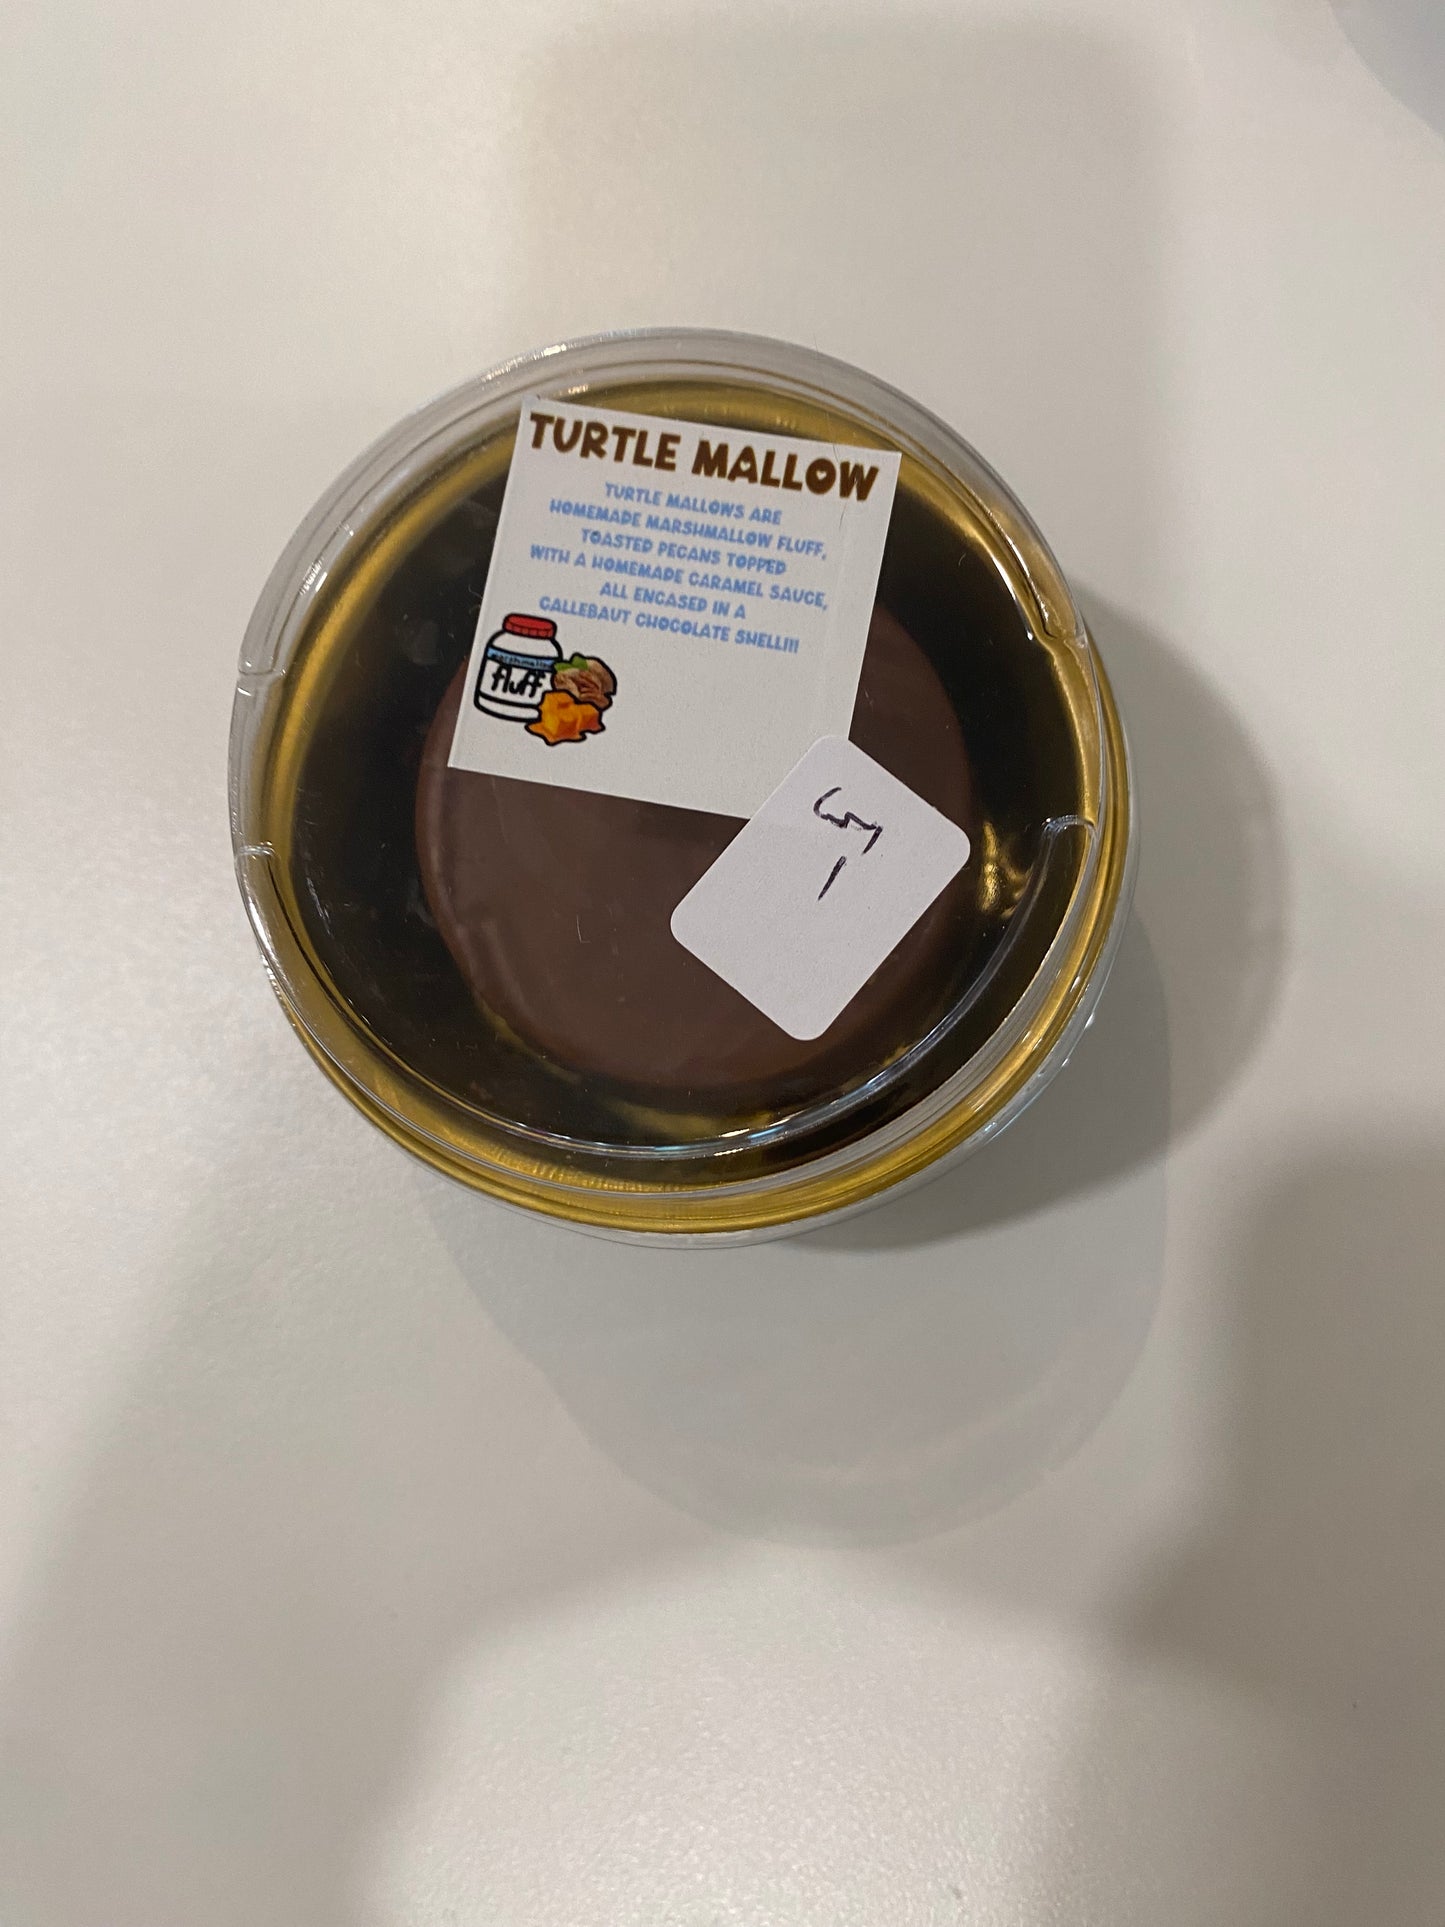 TURTLE MALLOW
TURTLE MALLOWS ARE
HOMEMADE MARSHMALLOW FLUFF,
TOASTED PECANS TOPPED
WITH A HOMEMADE CARAMEL SAUCE,
ALL ENCASED IN A
CALLEBAUT CHOCOLATE SHELL!!!
marshmallow
fluff